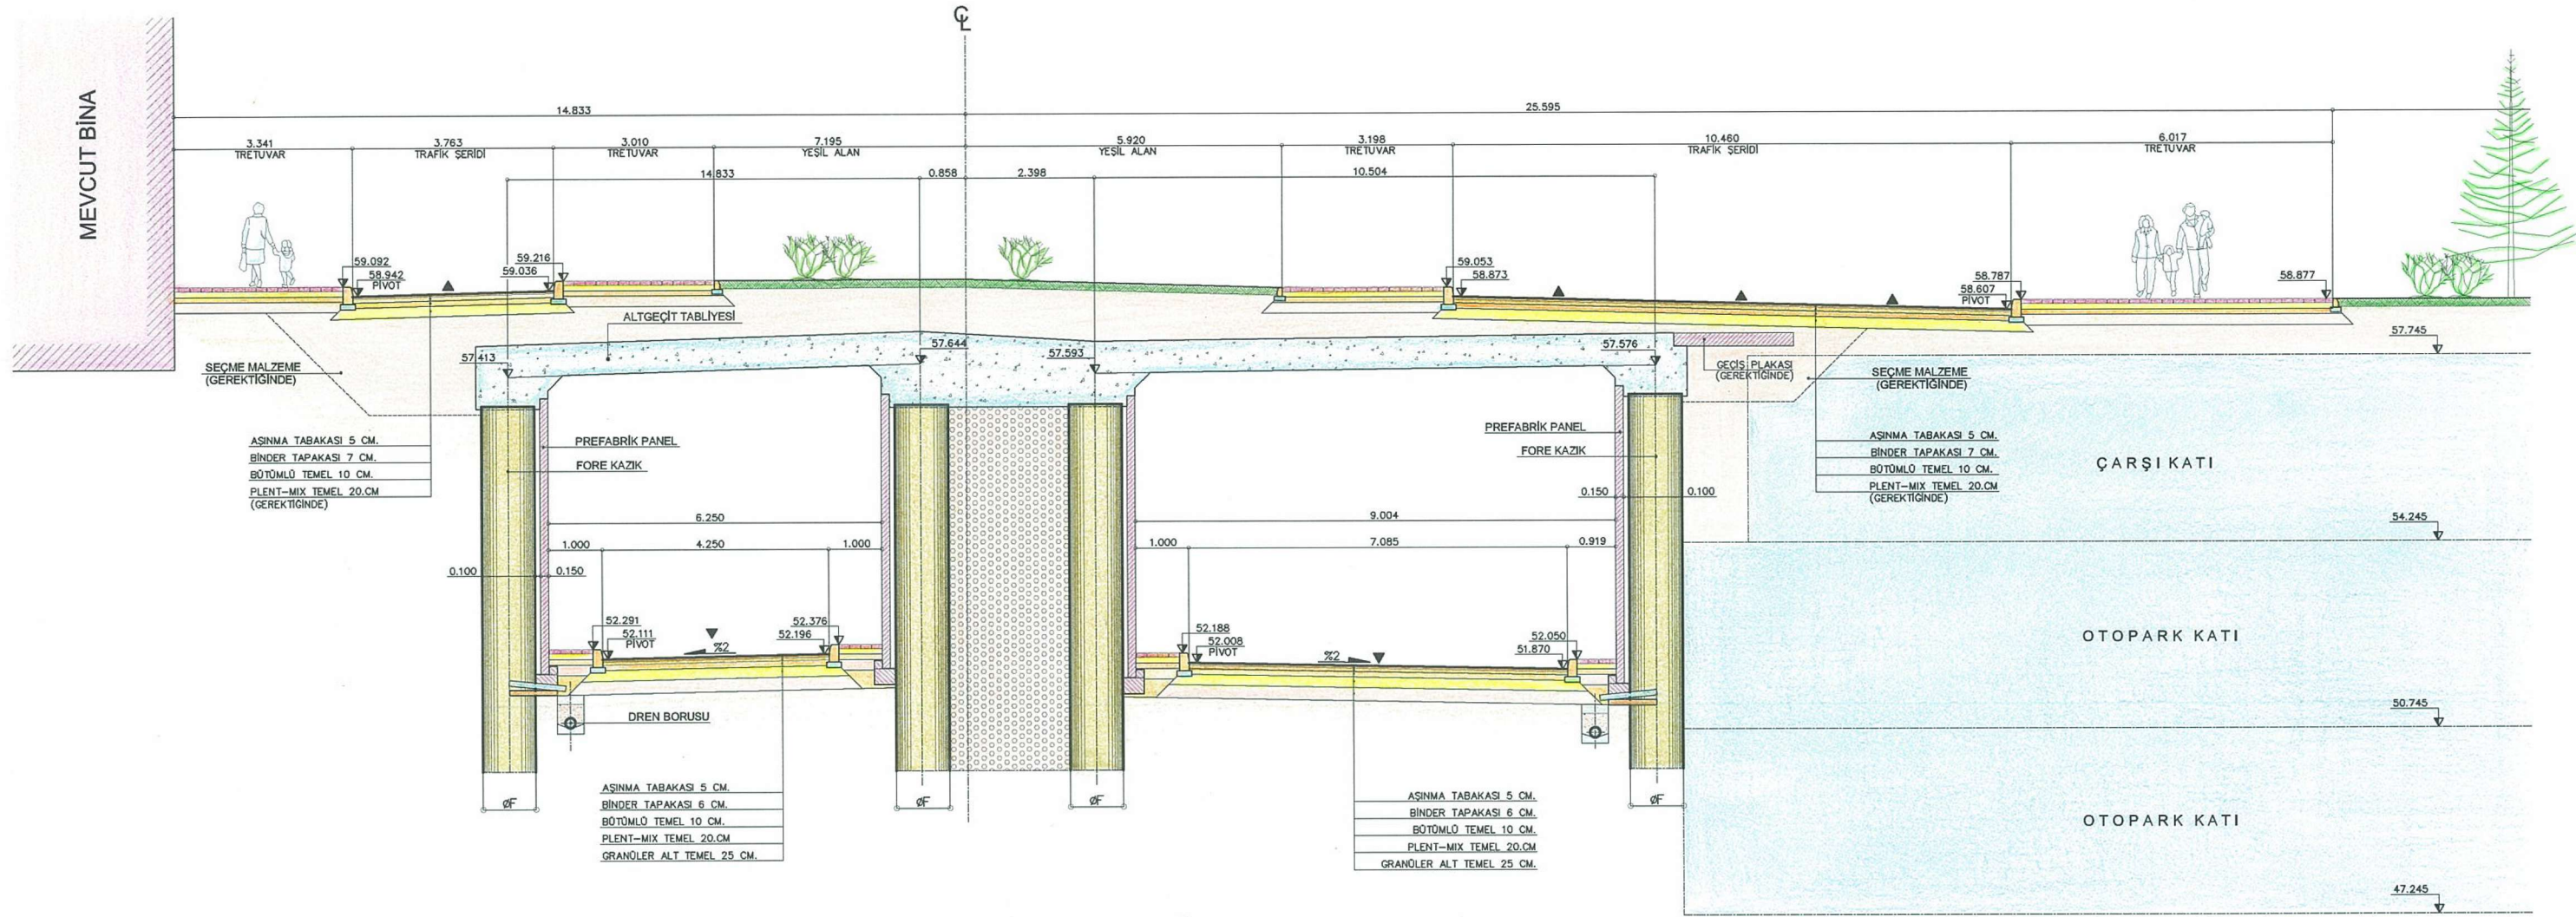 CL
MEVCUT BİNA
14.833
25.595
3.341
TRETUVAR
3.763
TRAFİK ŞERİDİ
3.010
TRETUVAR
7.195
YEŞİL ALAN
5.920
YEŞİL ALAN
3.198
TRETUVAR
10.460
TRAFİK ŞERİDİ
6.017
TRETUVAR
14.833
0.858
2.398
10.504
59.092
58.942
PİVOT
59.216
59.036
59.053
58.873
58.787
58.607
PİVOT
58.877
ALTGEÇİT TABLİYESİ
57.413
57.644
57.593
57.576
57.745
SEÇME MALZEME
(GEREKTİĞİNDE)
GEÇİŞ PLAKASI
(GEREKTİĞİNDE)
SEÇME MALZEME
(GEREKTİĞİNDE)
AŞINMA TABAKASI 5 CM.
BİNDER TAPAKASI 7 CM.
BÜTÜMLÜ TEMEL 10 CM.
PLENT-MIX TEMEL 20.CM
(GEREKTİĞİNDE)
PREFABRİK PANEL
FORE KAZIK
PREFABRİK PANEL
FORE KAZIK
AŞINMA TABAKASI 5 CM.
BİNDER TAPAKASI 7 CM.
BÜTÜMLÜ TEMEL 10 CM.
PLENT-MIX TEMEL 20.CM
(GEREKTİĞİNDE)
ÇARŞI KATI
0.150
0.100
6.250
9.004
54.245
1.000
4.250
1.000
1.000
7.085
0.919
0.100
0.150
52.291
52.111
PİVOT
%2
52.376
52.196
52.188
52.008
PİVOT
%2
52.050
51.870
OTOPARK KATI
DREN BORUSU
50.745
AŞINMA TABAKASI 5 CM.
BİNDER TAPAKASI 6 CM.
BÜTÜMLÜ TEMEL 10 CM.
PLENT-MIX TEMEL 20.CM
GRANÜLER ALT TEMEL 25 CM.
ØF
ØF
ØF
ØF
AŞINMA TABAKASI 5 CM.
BİNDER TAPAKASI 6 CM.
BÜTÜMLÜ TEMEL 10 CM.
PLENT-MIX TEMEL 20.CM
GRANÜLER ALT TEMEL 25 CM.
OTOPARK KATI
47.245